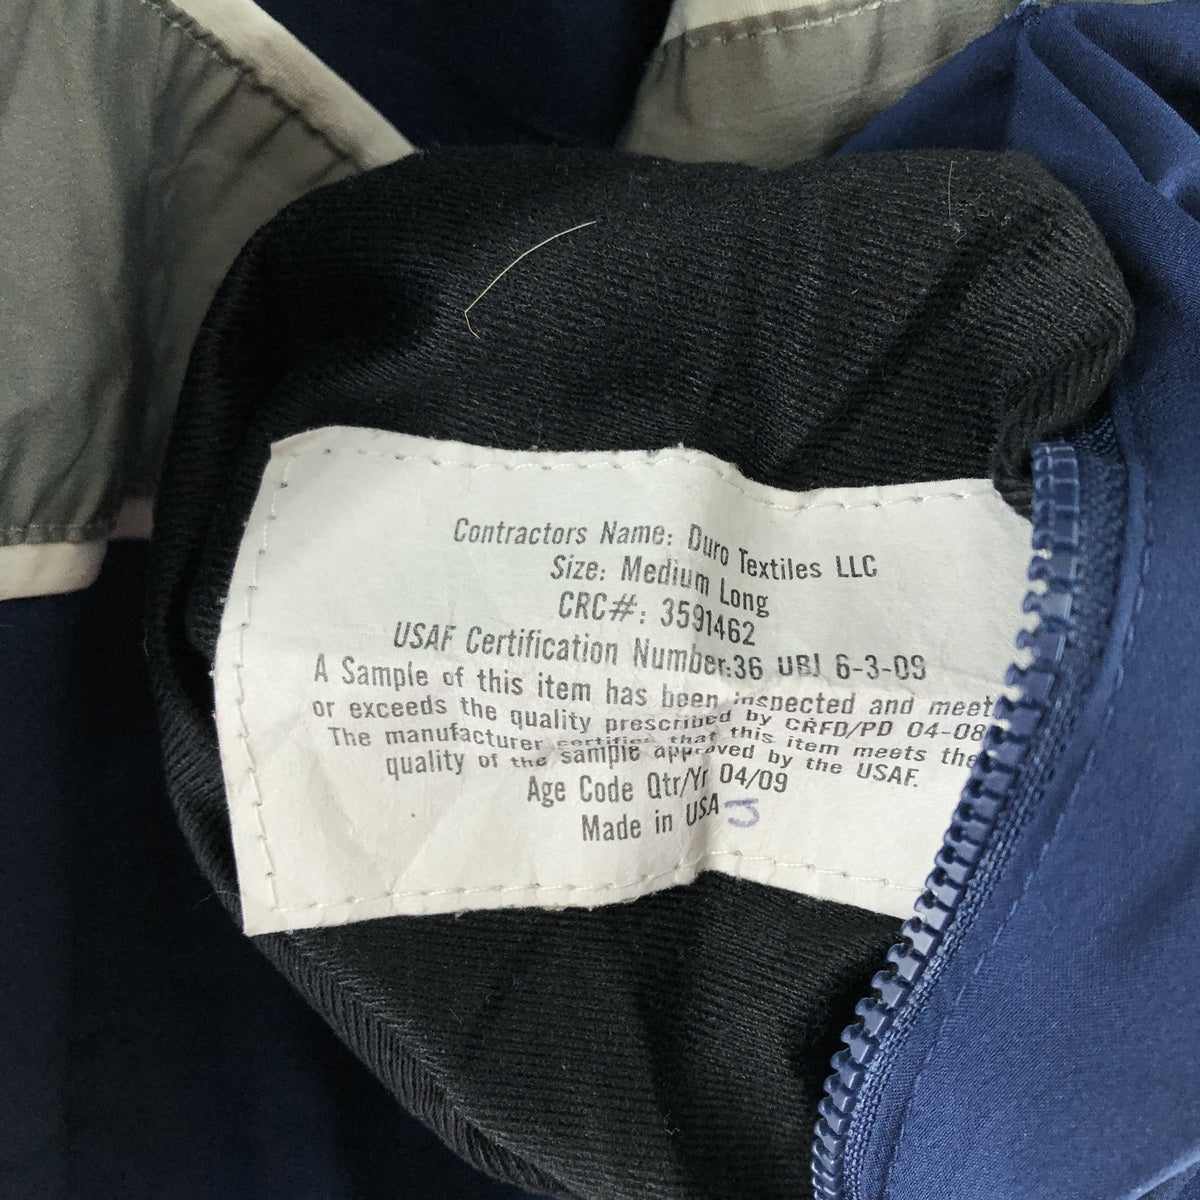 Contractors Name: Duro Textiles LLC
Size: Medium Long
CRC#: 3591462
USAF Certification Number:36 UBI 6-3-09
A Sample of this item has been inspected and meet
or exceeds the quality prescribed by CRFD/PD 04-08
The manufacturer certifies that this item meets the
quality of the sample approved by the USAF.
Age Code Qtr/Yr 04/09
Made in USA